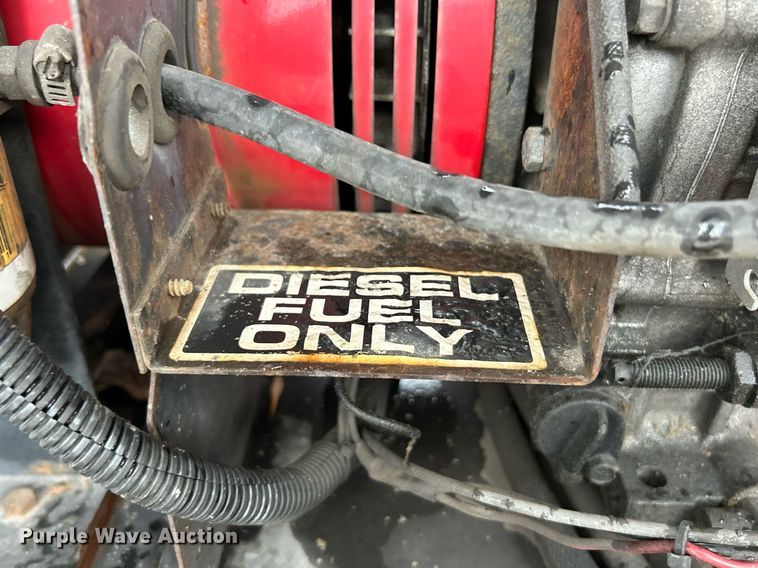 DIESEL
FUEL
ONLY
Purple Wave Auction